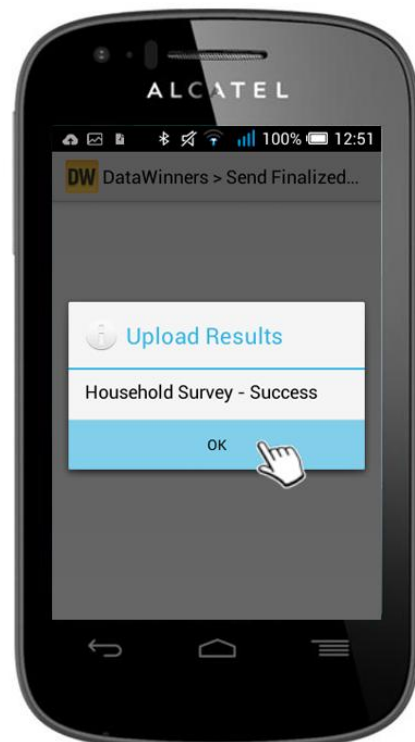 ALCATEL
100% 12:51
DW DataWinners > Send Finalized...
Upload Results
Household Survey - Success
OK